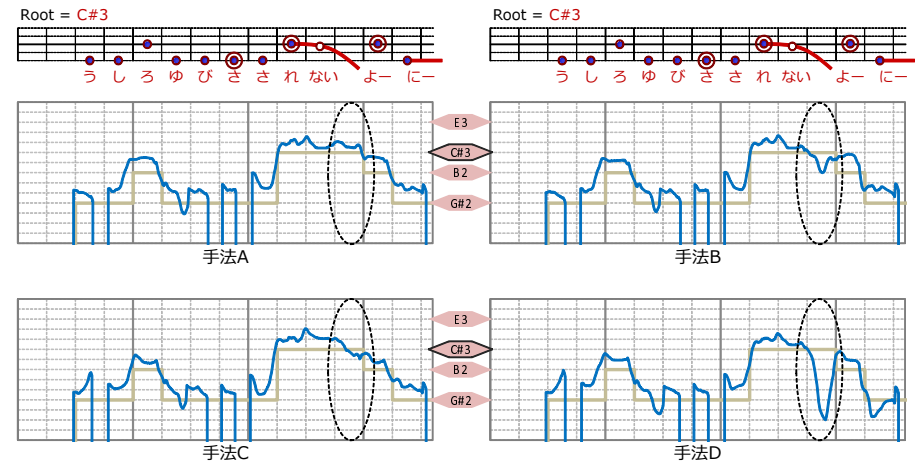 Root = C#3
Root = C#3
う し ろ ゆ び さ さ れ ない よー にー
う し ろ ゆ び さ さ れ ない よー にー
E3
C#3
B2
G#2
手法A
手法B
E3
C#3
B2
G#2
手法C
手法D